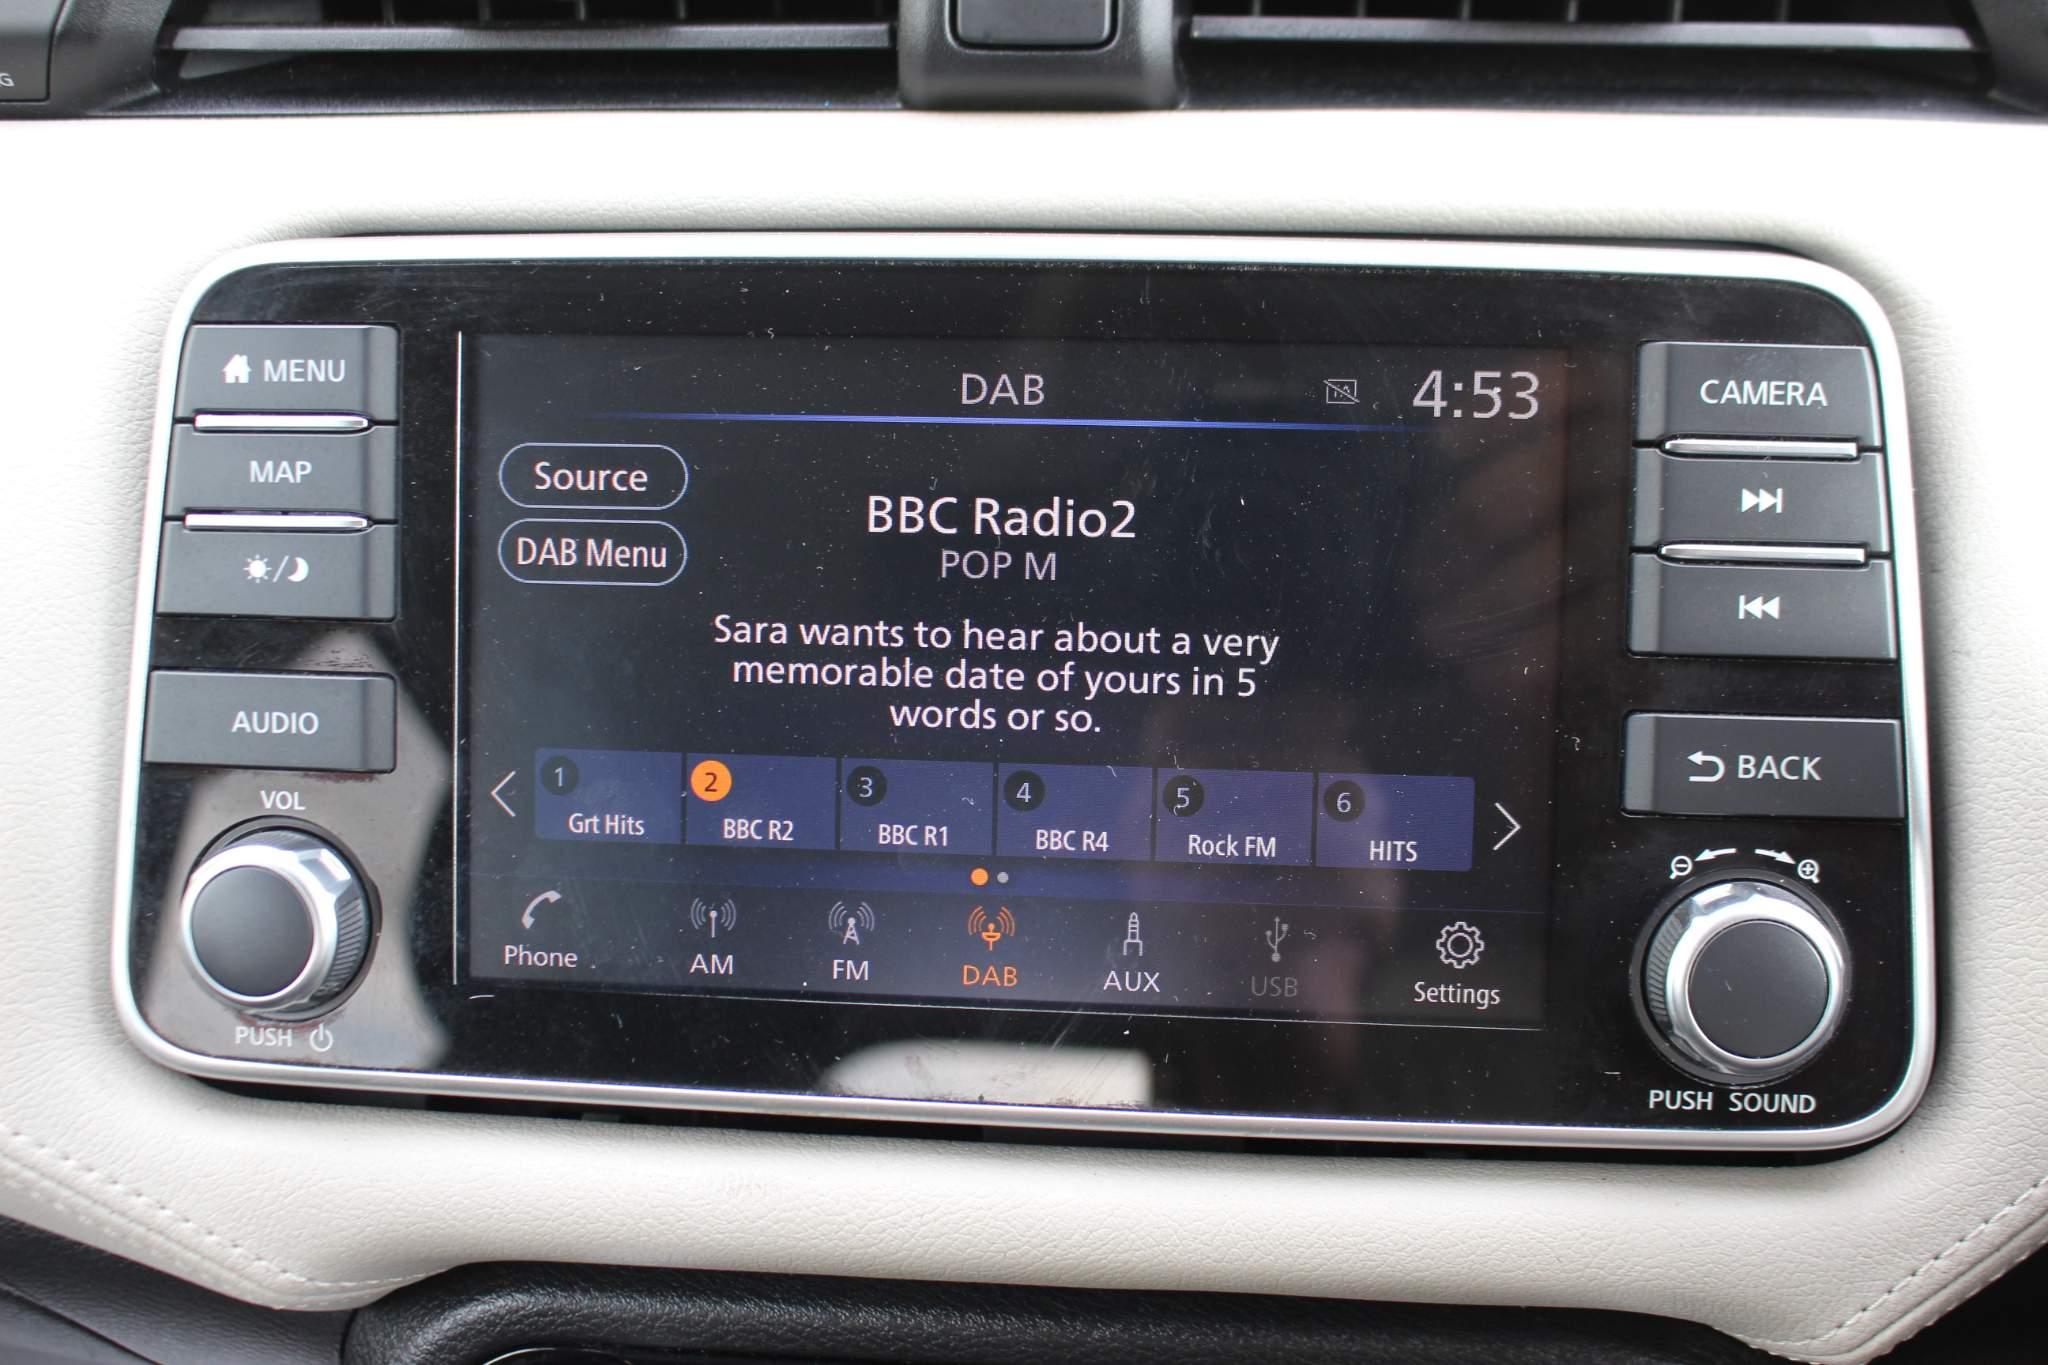 G
MENU
MAP
AUDIO
VOL
PUSH
DAB
4:53
Source
DAB Menu
BBC Radio2
POP M
Sara wants to hear about a very
memorable date of yours in 5
words or so.
1 Grt Hits
2 BBC R2
3 BBC R1
4 BBC R4
5 Rock FM
6 HITS
Phone
AM
FM
DAB
AUX
USB
Settings
CAMERA
BACK
PUSH SOUND